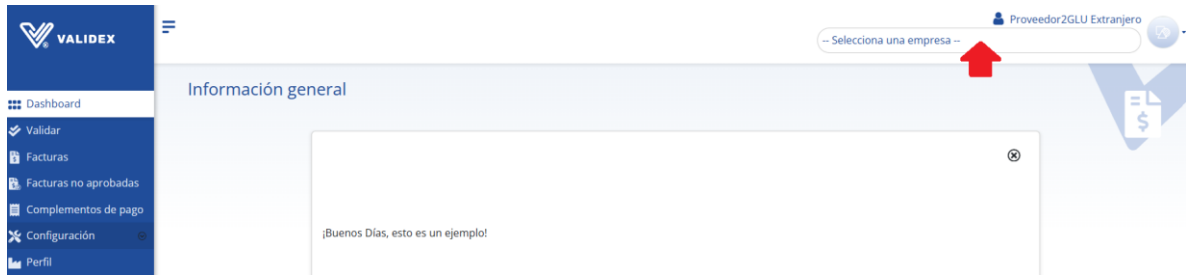 VALIDEX
Proveedor2GLU Extranjero
-- Selecciona una empresa --
Información general
Dashboard
Validar
Facturas
Facturas no aprobadas
Complementos de pago
Configuración
Perfil
¡Buenos Días, esto es un ejemplo!